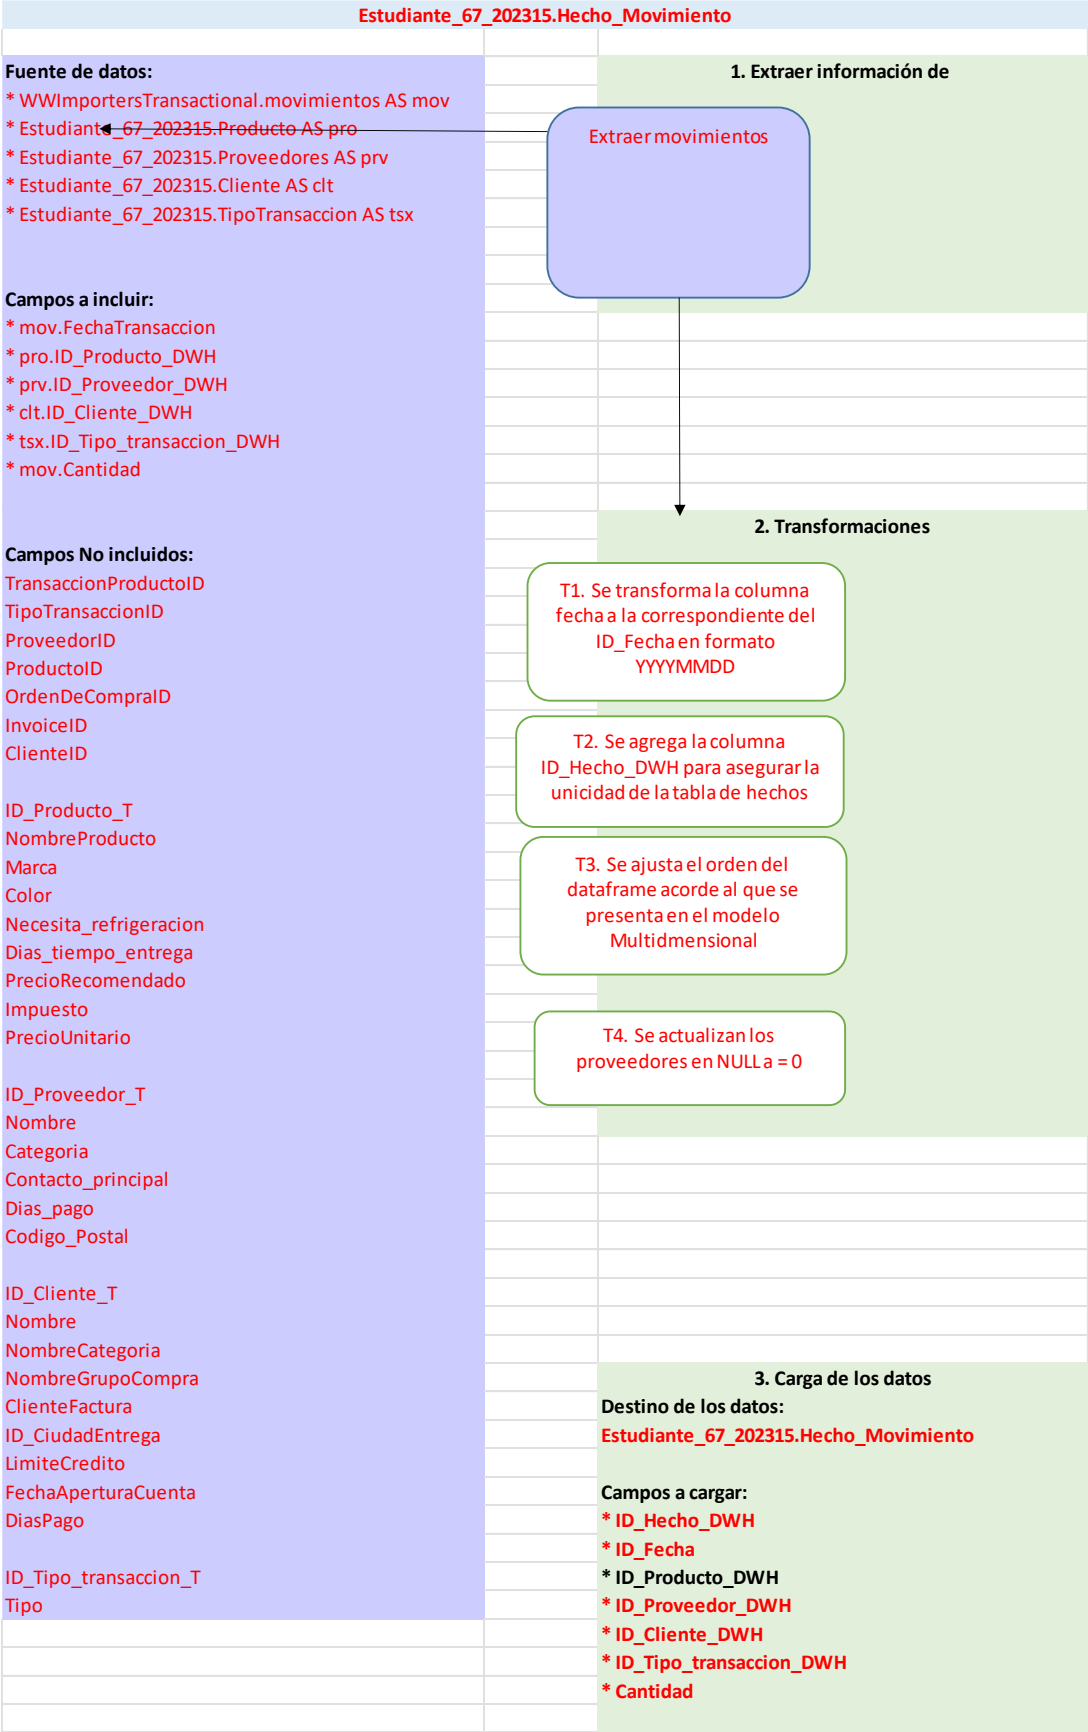 Estudiante_67_202315.Hecho_Movimiento
Fuente de datos:
* WWImportersTransactional.movimientos AS mov
* Estudiante_67_202315.Producto AS pro
* Estudiante_67_202315.Proveedores AS prv
* Estudiante_67_202315.Cliente AS clt
* Estudiante_67_202315.TipoTransaccion AS tsx
Campos a incluir:
* mov.FechaTransaccion
* pro.ID_Producto_DWH
* prv.ID_Proveedor_DWH
* clt.ID_Cliente_DWH
* tsx.ID_Tipo_transaccion_DWH
* mov.Cantidad
Campos No incluidos:
TransaccionProductoID
TipoTransaccionID
ProveedorID
ProductoID
OrdenDeCompraID
InvoiceID
ClienteID
ID_Producto_T
NombreProducto
Marca
Color
Necesita_refrigeracion
Dias_tiempo_entrega
PrecioRecomendado
Impuesto
PrecioUnitario
ID_Proveedor_T
Nombre
Categoria
Contacto_principal
Dias_pago
Codigo_Postal
ID_Cliente_T
Nombre
NombreCategoria
NombreGrupoCompra
ClienteFactura
ID_CiudadEntrega
LimiteCredito
FechaAperturaCuenta
DiasPago
ID_Tipo_transaccion_T
Tipo
1. Extraer información de
Extraer movimientos
2. Transformaciones
T1. Se transforma la columna
fecha a la correspondiente del
ID_Fecha en formato
YYYYMMDD
T2. Se agrega la columna
ID_Hecho_DWH para asegurar la
unicidad de la tabla de hechos
T3. Se ajusta el orden del
dataframe acorde al que se
presenta en el modelo
Multidmensional
T4. Se actualizan los
proveedores en NULL a = 0
3. Carga de los datos
Destino de los datos:
Estudiante_67_202315.Hecho_Movimiento
Campos a cargar:
* ID_Hecho_DWH
* ID_Fecha
* ID_Producto_DWH
* ID_Proveedor_DWH
* ID_Cliente_DWH
* ID_Tipo_transaccion_DWH
* Cantidad